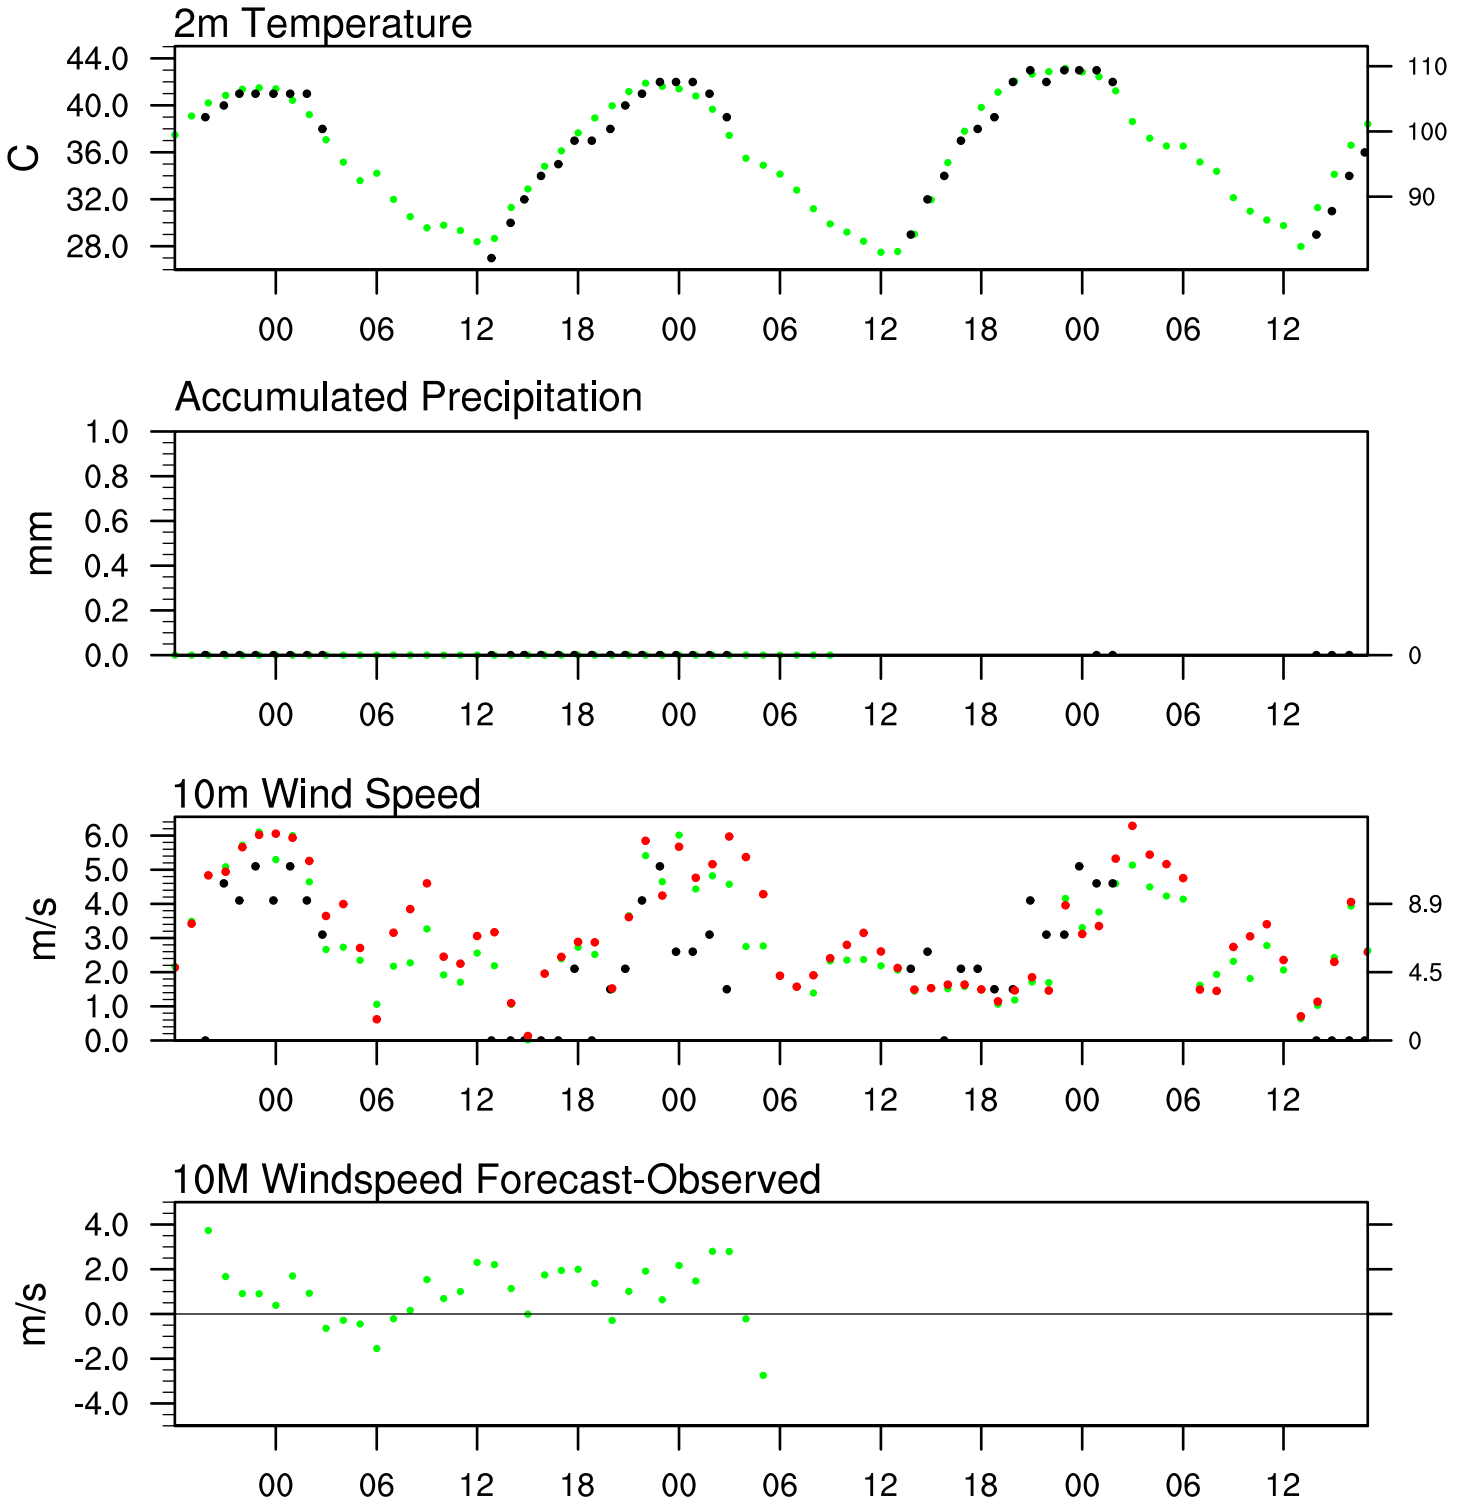 2m Temperature
44.0 110
40.0
C 36.0 100
32.0 90
28.0
00 06 12 18 00 06 12 18 00 06 12
Accumulated Precipitation
1.0
0.8
0.6
mm
0.4
0.2
0.0 0
00 06 12 18 00 06 12 18 00 06 12
10m Wind Speed
6.0
5.0
4.0 8.9
m/s 3.0
2.0 4.5
1.0
0.0 0
00 06 12 18 00 06 12 18 00 06 12
10M Windspeed Forecast-Observed
4.0
2.0
m/s 0.0
-2.0
-4.0
00 06 12 18 00 06 12 18 00 06 12